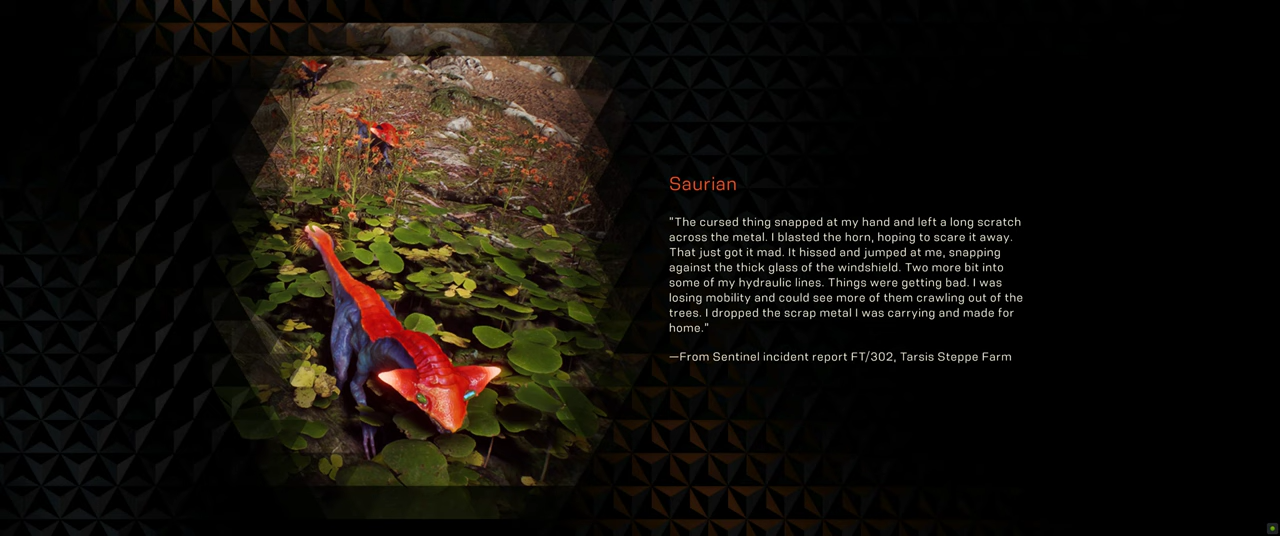 Saurian
"The cursed thing snapped at my hand and left a long scratch
across the metal. I blasted the horn, hoping to scare it away.
That just got it mad. It hissed and jumped at me, snapping
against the thick glass of the windshield. Two more bit into
some of my hydraulic lines. Things were getting bad. I was
losing mobility and could see more of them crawling out of the
trees. I dropped the scrap metal I was carrying and made for
home."
—From Sentinel incident report FT/302, Tarsis Steppe Farm